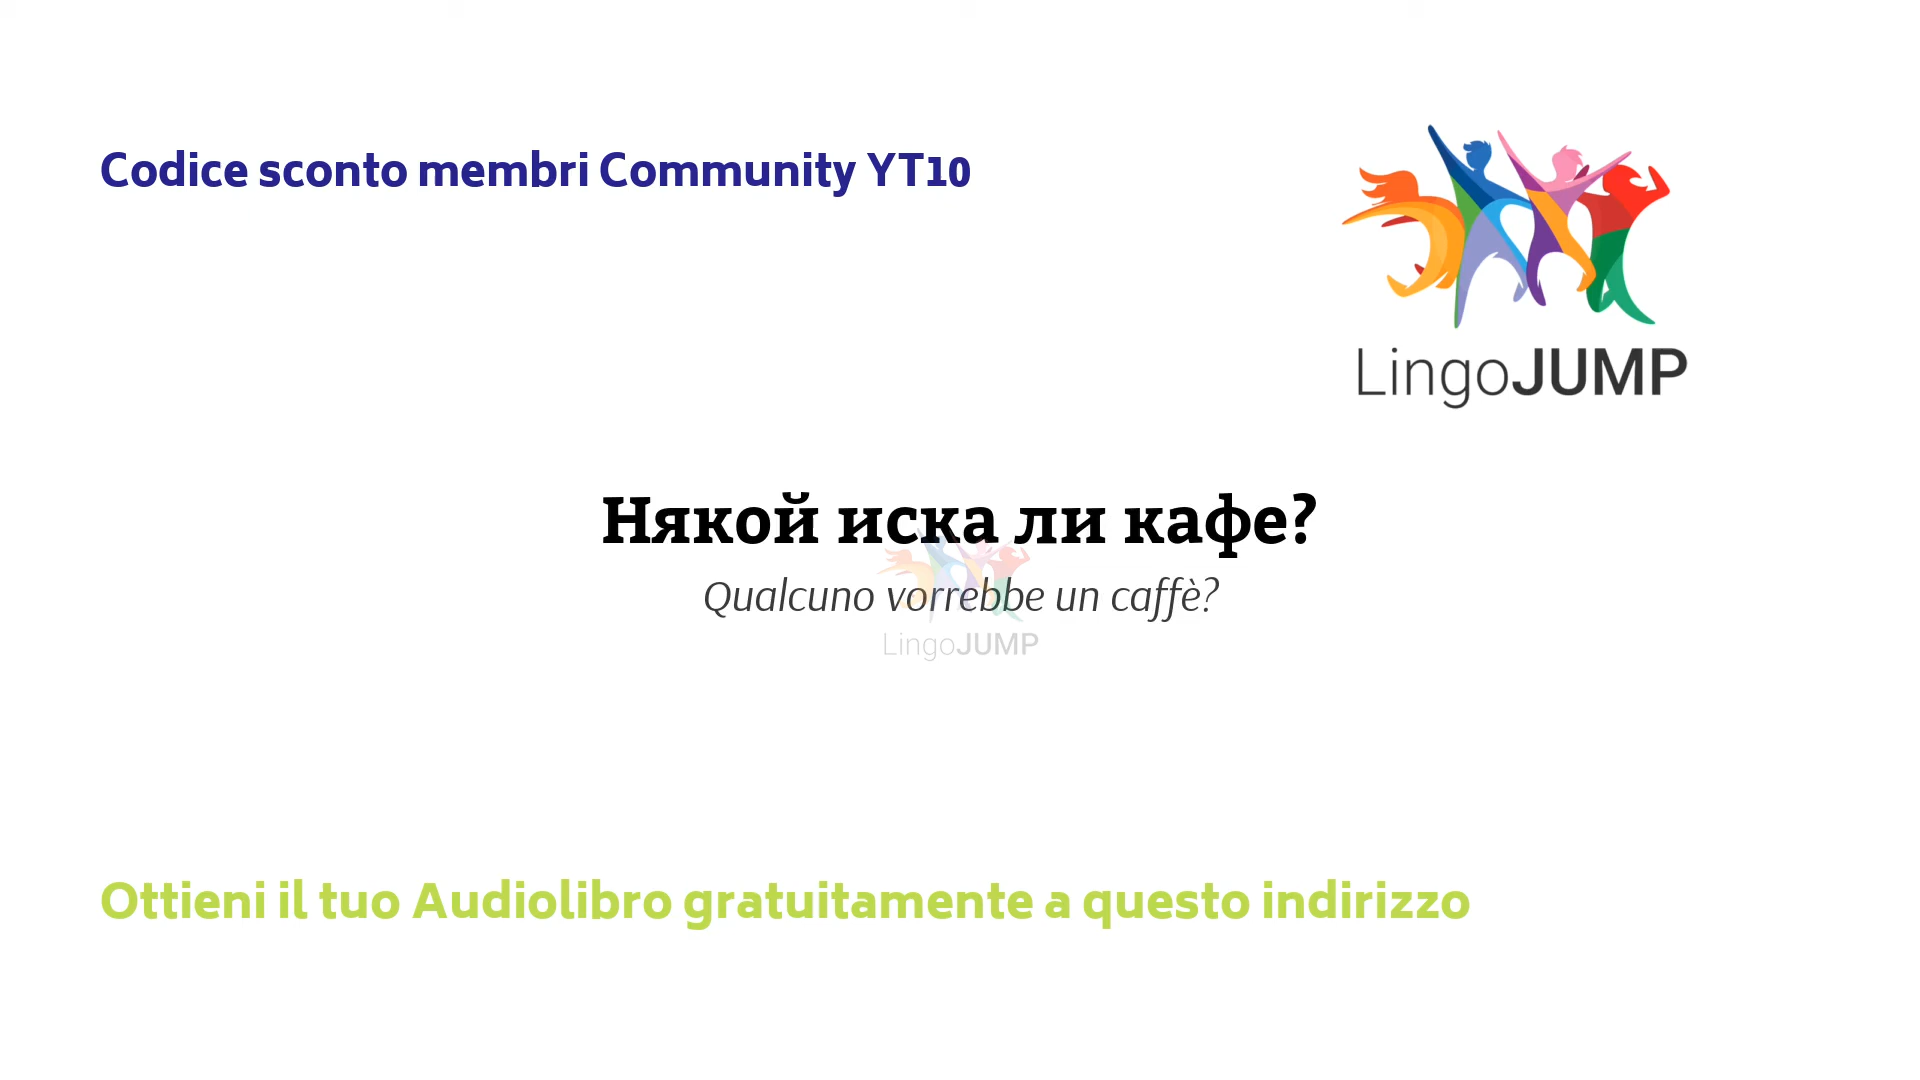 Codice sconto membri Community YT10
LingoJUMP
Някой иска ли кафе?
Qualcuno vorrebbe un caffè?
LingoJUMP
Ottieni il tuo Audiolibro gratuitamente a questo indirizzo